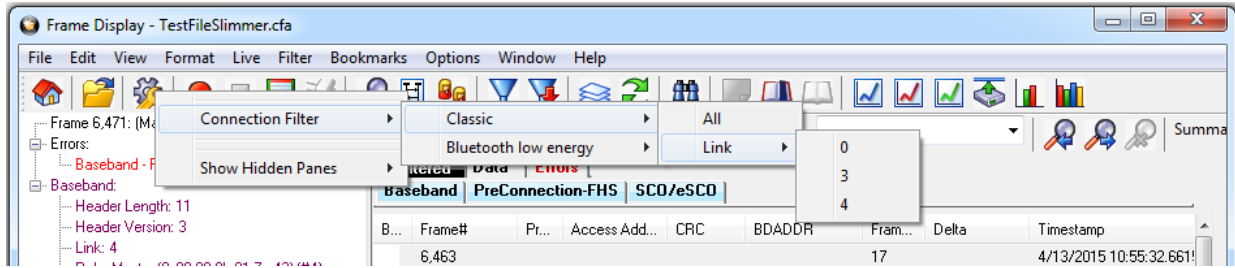 Frame Display - TestFileSlimmer.cfa
File Edit View Format Live Filter Bookmarks Options Window Help
Frame 6,471: (Ma
Connection Filter
Classic
All
Summa
Errors:
Bluetooth low energy
Link
0
Baseband - F
Show Hidden Panes
Data
Errors
3
Baseband:
Baseband PreConnection-FHS SCO/eSCO
Header Length: 11
4
Header Version: 3
B... Frame# Pr... Access Add... CRC BDADDR Fram... Delta Timestamp
Link: 4
6,463 17 4/13/2015 10:55:32.661